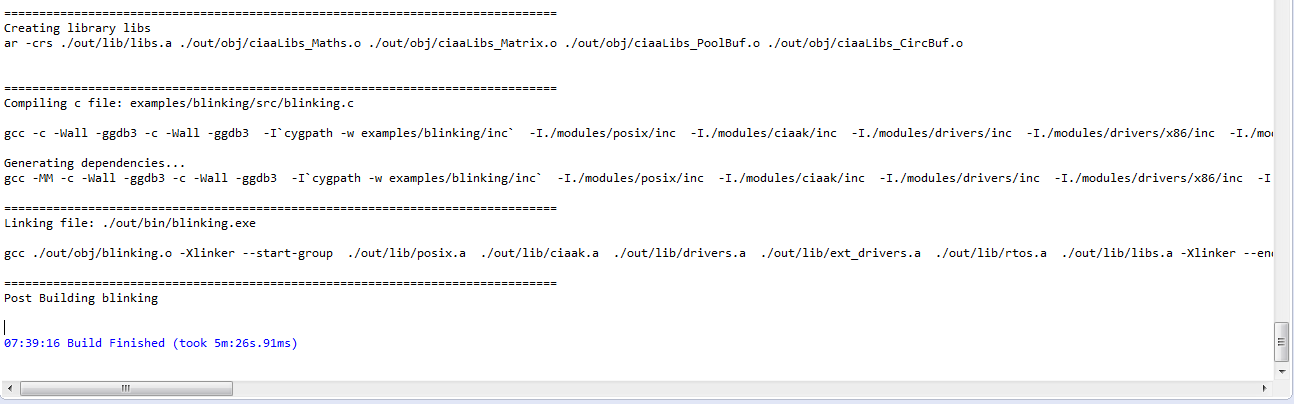 ===============================================================================
Creating library libs
ar -crs ./out/lib/libs.a ./out/obj/ciaaLibs_Maths.o ./out/obj/ciaaLibs_Matrix.o ./out/obj/ciaaLibs_PoolBuf.o ./out/obj/ciaaLibs_CircBuf.o
===============================================================================
Compiling c file: examples/blinking/src/blinking.c
gcc -c -Wall -ggdb3 -c -Wall -ggdb3  -I`cygpath -w examples/blinking/inc`  -I./modules/posix/inc  -I./modules/ciaak/inc  -I./modules/drivers/inc  -I./modules/drivers/x86/inc  -I./mod
Generating dependencies...
gcc -MM -c -Wall -ggdb3 -c -Wall -ggdb3  -I`cygpath -w examples/blinking/inc`  -I./modules/posix/inc  -I./modules/ciaak/inc  -I./modules/drivers/inc  -I./modules/drivers/x86/inc  -I
===============================================================================
Linking file: ./out/bin/blinking.exe
gcc ./out/obj/blinking.o -Xlinker --start-group  ./out/lib/posix.a  ./out/lib/ciaak.a  ./out/lib/drivers.a  ./out/lib/ext_drivers.a  ./out/lib/rtos.a  ./out/lib/libs.a -Xlinker --end
===============================================================================
Post Building blinking
07:39:16 Build Finished (took 5m:26s.91ms)